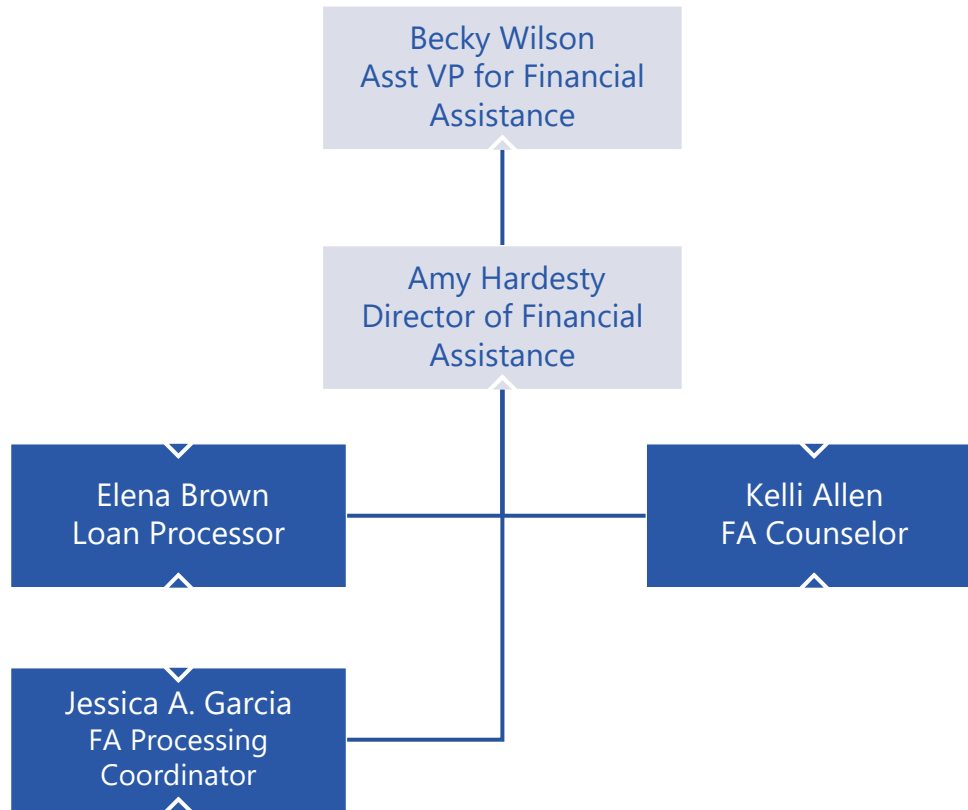 Becky Wilson
Asst VP for Financial
Assistance
Amy Hardesty
Director of Financial
Assistance
Elena Brown
Loan Processor
Kelli Allen
FA Counselor
Jessica A. Garcia
FA Processing
Coordinator